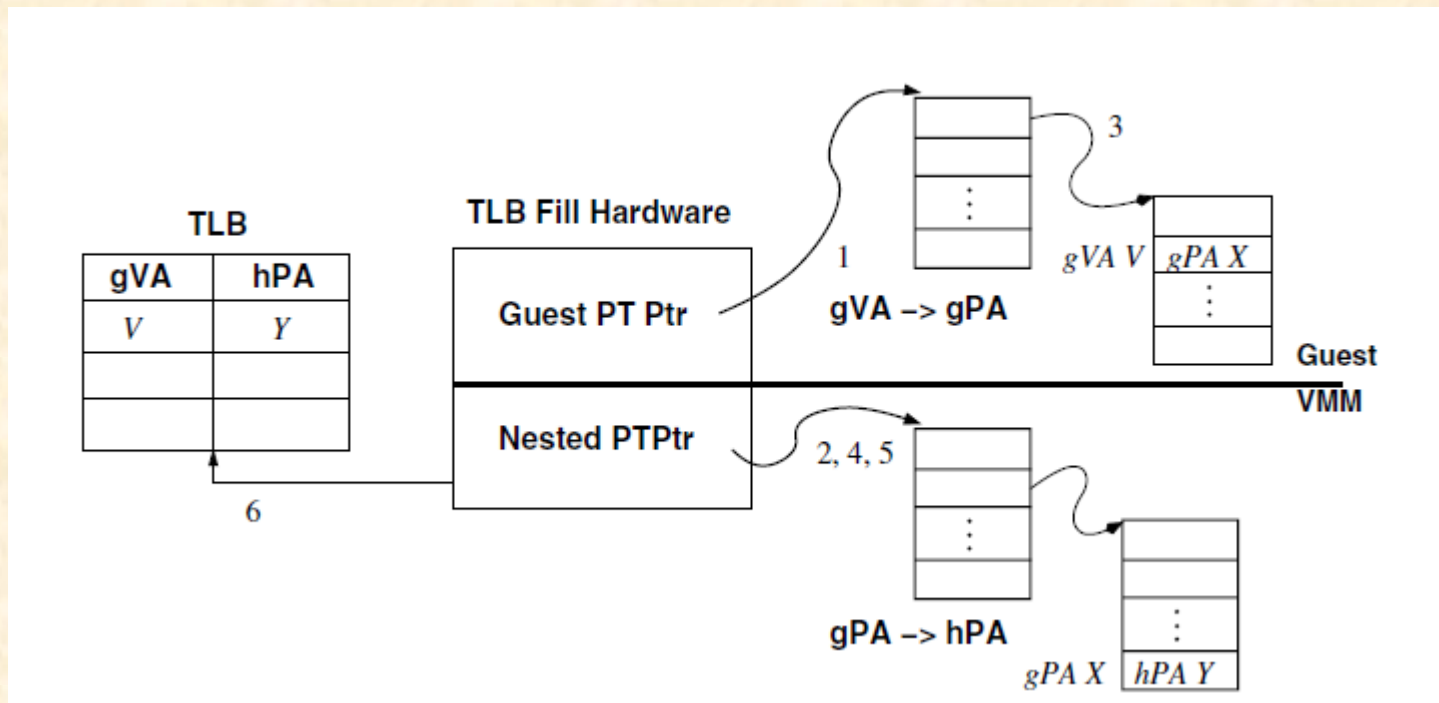 3
TLB
TLB Fill Hardware
gVA hPA
V Y
1
gVA V gPA X
Guest PT Ptr
gVA −> gPA
Guest
VMM
Nested PTPtr
2, 4, 5
6
gPA −> hPA
gPA X hPA Y